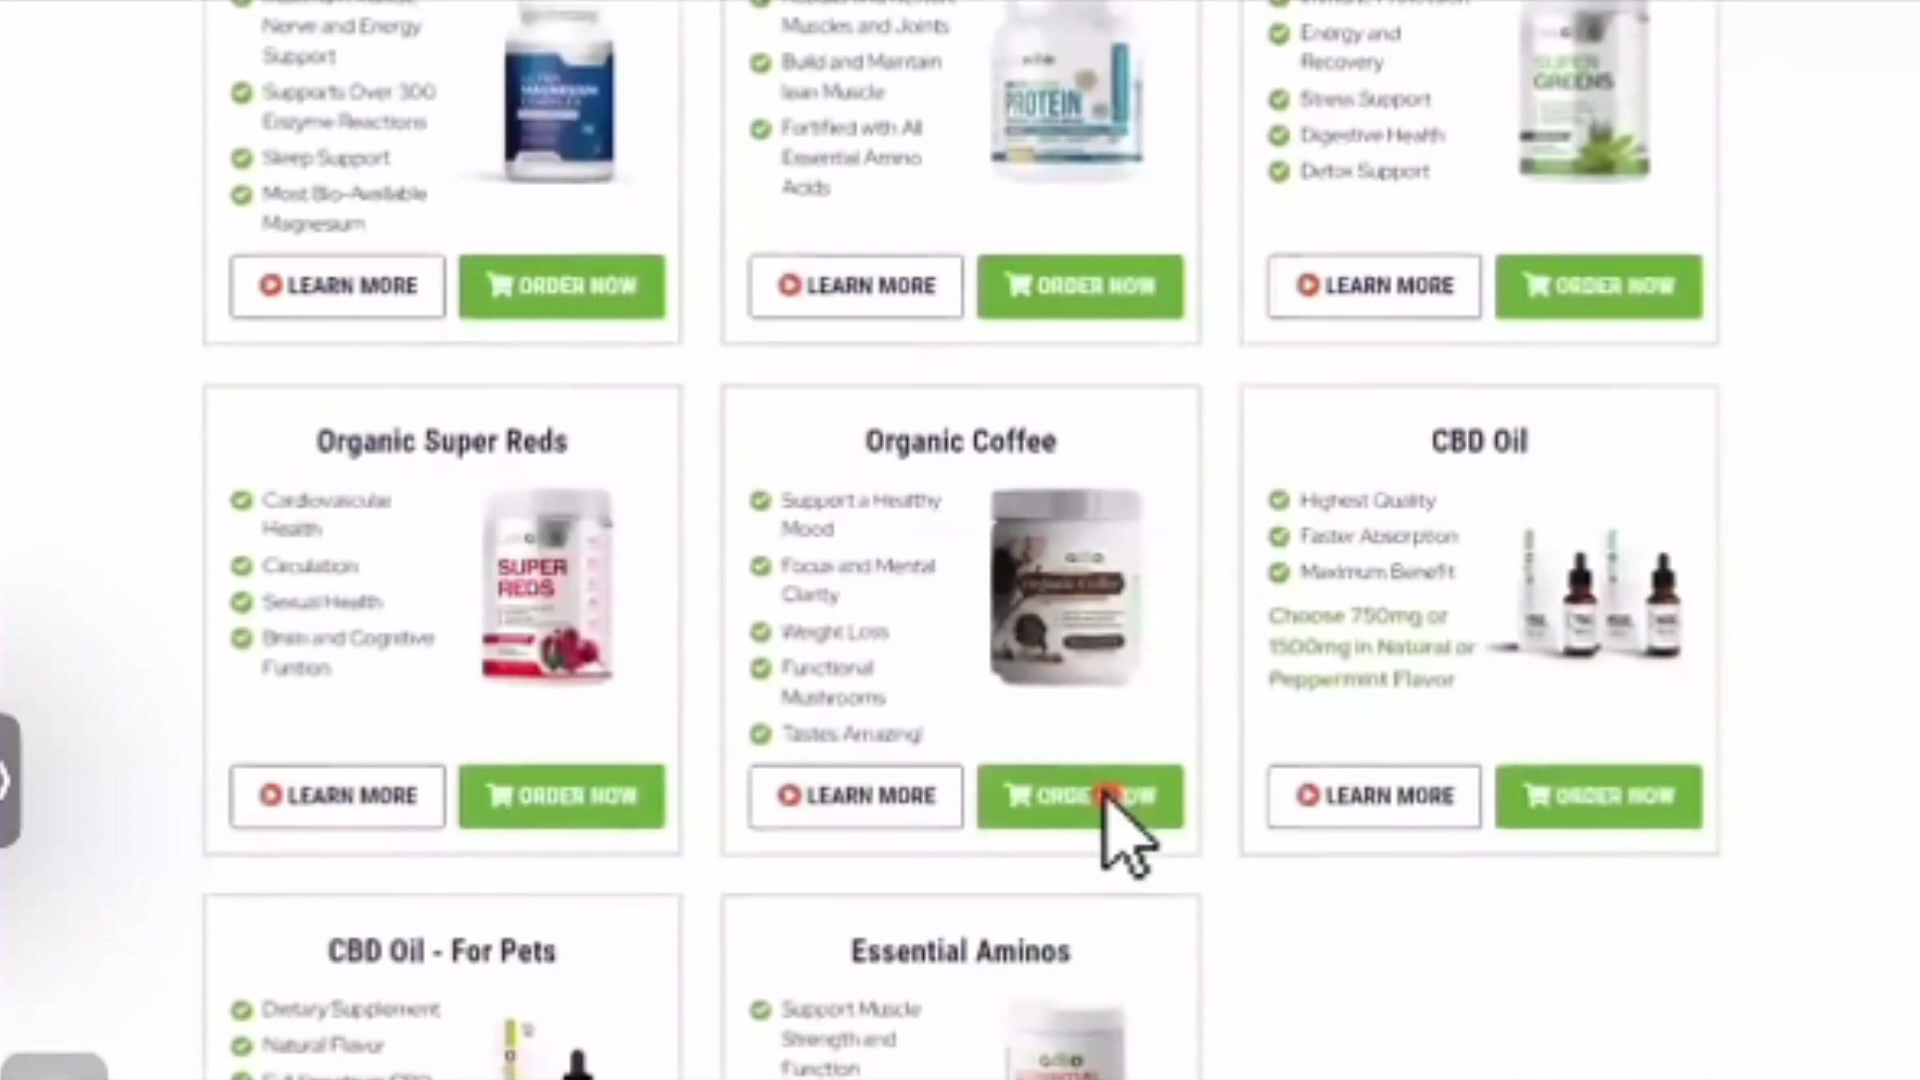 Nerve and Energy
Support
Supports Over 300
Enzyme Reactions
Sleep Support
Most Bio-Available
Magnesium
MAGNESIUM
LEARN MORE
ORDER NOW
Muscles and Joints
Build and Maintain
lean Muscle
Fortified with All
Essential Amino
Acids
PROTEIN
LEARN MORE
ORDER NOW
Energy and
Recovery
Stress Support
Digestive Health
Detox Support
SUPER
GREENS
LEARN MORE
ORDER NOW
Organic Super Reds
Cardiovascular
Health
Circulation
Sexual Health
Brain and Cognitive
Funtion
SUPER
REDS
LEARN MORE
ORDER NOW
Organic Coffee
Support a Healthy
Mood
Focus and Mental
Clarity
Weight Loss
Functional
Mushrooms
Tastes Amazing!
Organic Coffee
LEARN MORE
ORDER NOW
CBD Oil
Highest Quality
Faster Absorption
Maximum Benefit
Choose 750mg or
1500mg in Natural or
Peppermint Flavor
LEARN MORE
ORDER NOW
CBD Oil - For Pets
Dietary Supplement
Natural Flavor
Essential Aminos
Support Muscle
Strength and
Function